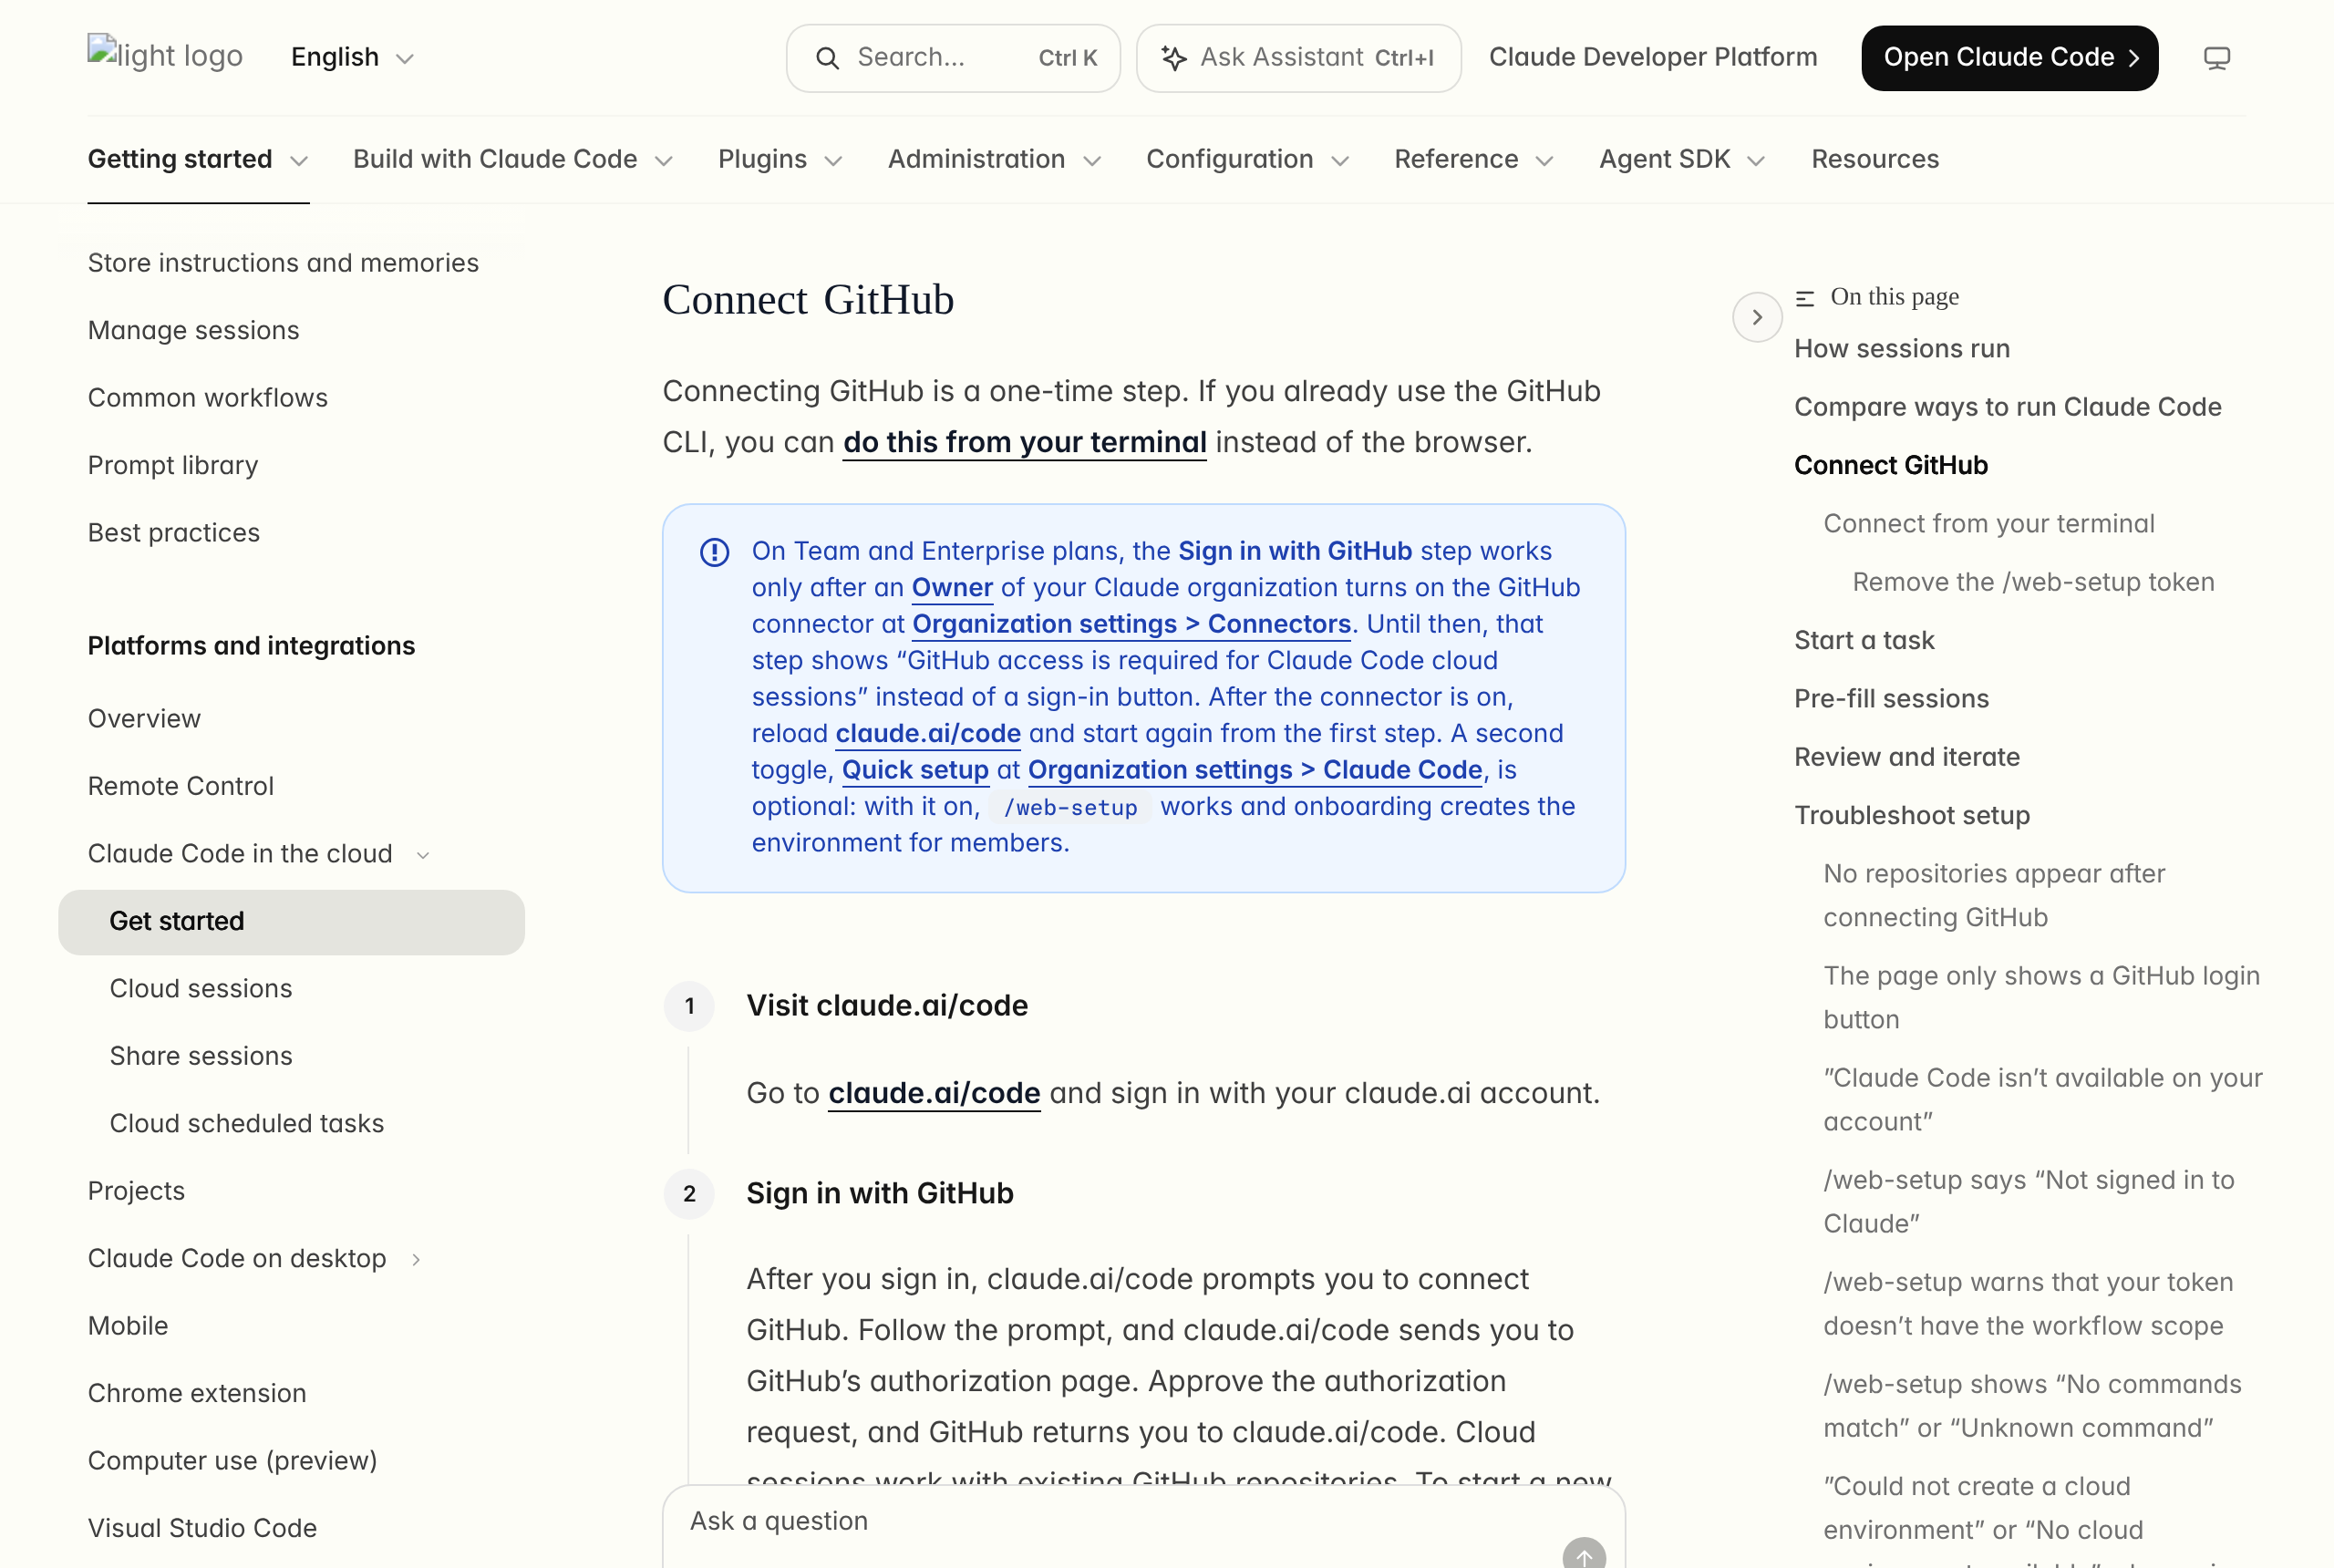 light logo
English
Search...
Ctrl K
Ask Assistant
Ctrl+I
Claude Developer Platform
Open Claude Code
Getting started
Build with Claude Code
Plugins
Administration
Configuration
Reference
Agent SDK
Resources
Store instructions and memories
Manage sessions
Common workflows
Prompt library
Best practices
Platforms and integrations
Overview
Remote Control
Claude Code in the cloud
Get started
Cloud sessions
Share sessions
Cloud scheduled tasks
Projects
Claude Code on desktop
Mobile
Chrome extension
Computer use (preview)
Visual Studio Code
Connect GitHub
Connecting GitHub is a one-time step. If you already use the GitHub
CLI, you can do this from your terminal instead of the browser.
On Team and Enterprise plans, the Sign in with GitHub step works
only after an Owner of your Claude organization turns on the GitHub
connector at Organization settings > Connectors. Until then, that
step shows “GitHub access is required for Claude Code cloud
sessions” instead of a sign-in button. After the connector is on,
reload claude.ai/code and start again from the first step. A second
toggle, Quick setup at Organization settings > Claude Code, is
optional: with it on, /web-setup works and onboarding creates the
environment for members.
1
Visit claude.ai/code
Go to claude.ai/code and sign in with your claude.ai account.
2
Sign in with GitHub
After you sign in, claude.ai/code prompts you to connect
GitHub. Follow the prompt, and claude.ai/code sends you to
GitHub’s authorization page. Approve the authorization
request, and GitHub returns you to claude.ai/code. Cloud
sessions work with existing GitHub repositories. To start a new
Ask a question
On this page
How sessions run
Compare ways to run Claude Code
Connect GitHub
Connect from your terminal
Remove the /web-setup token
Start a task
Pre-fill sessions
Review and iterate
Troubleshoot setup
No repositories appear after
connecting GitHub
The page only shows a GitHub login
button
”Claude Code isn’t available on your
account”
/web-setup says “Not signed in to
Claude”
/web-setup warns that your token
doesn’t have the workflow scope
/web-setup shows “No commands
match” or “Unknown command”
”Could not create a cloud
environment” or “No cloud